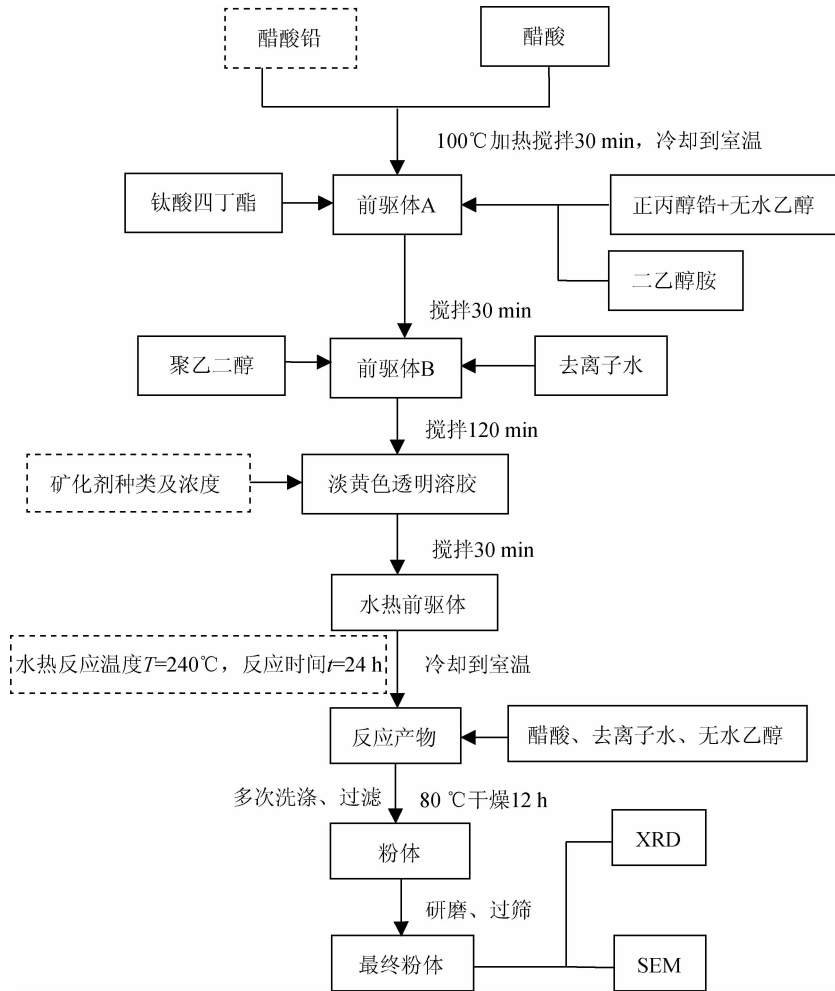 醋酸铅
醋酸
100℃加热搅拌30 min，冷却到室温
钛酸四丁酯
前驱体A
正丙醇锆+无水乙醇
二乙醇胺
搅拌30 min
聚乙二醇
前驱体B
去离子水
搅拌120 min
矿化剂种类及浓度
淡黄色透明溶胶
搅拌30 min
水热前驱体
水热反应温度T=240℃，反应时间t=24 h
冷却到室温
反应产物
醋酸、去离子水、无水乙醇
多次洗涤、过滤
80 ℃干燥12 h
粉体
XRD
研磨、过筛
最终粉体
SEM